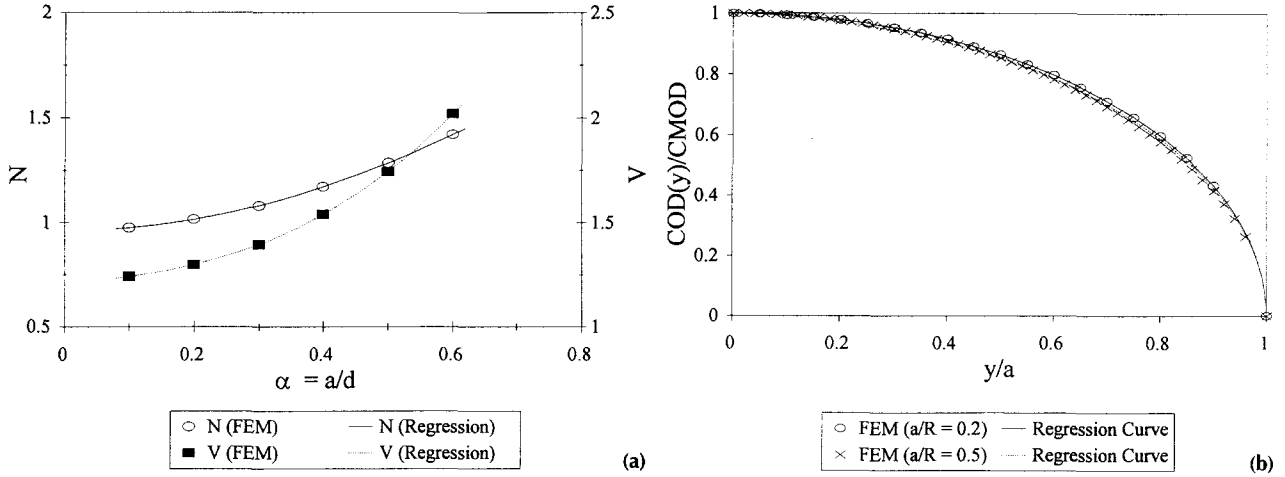 2
1.5
1
0.5
N
2.5
2
1.5
1
V
0
0.2
0.4
0.6
0.8
α = a/d
N (FEM)
N (Regression)
V (FEM)
V (Regression)
(a)
1
0.8
0.6
0.4
0.2
0
COD(y)/CMOD
0
0.2
0.4
0.6
0.8
1
y/a
FEM (a/R = 0.2)
Regression Curve
FEM (a/R = 0.5)
Regression Curve
(b)